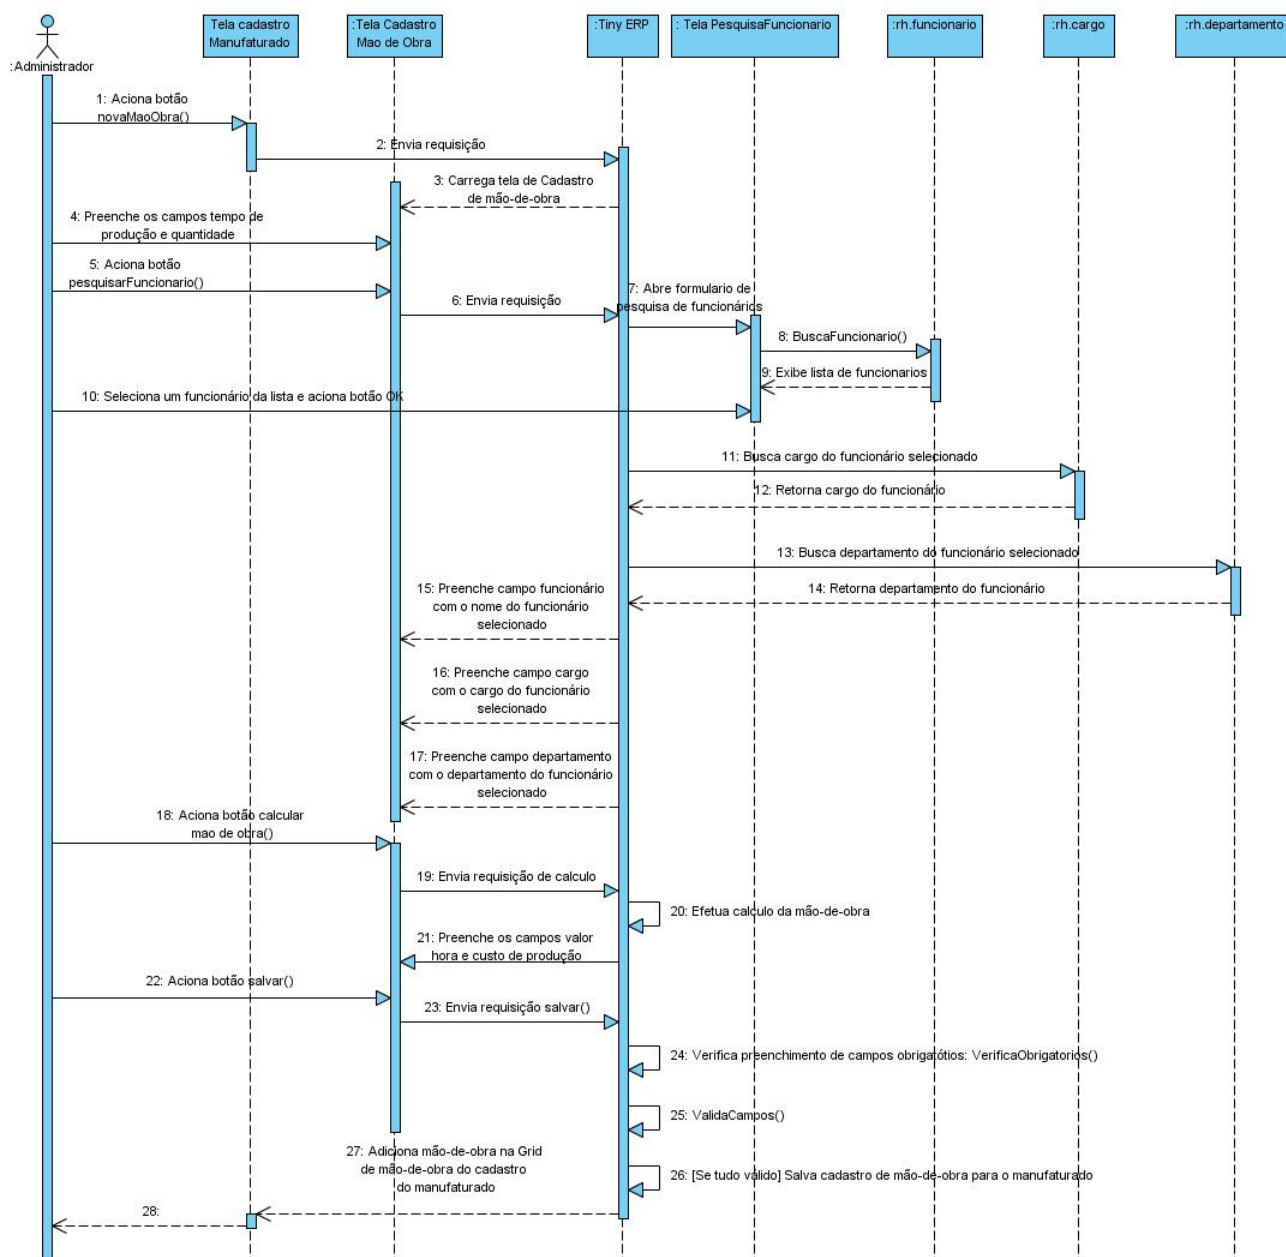 Tela cadastro
Manufaturado
:Tela Cadastro
Mao de Obra
:Tiny ERP
: Tela PesquisaFuncionario
:rh.funcionario
:rh.cargo
:rh.departamento
:Administrador
1: Aciona botão
novaMaoObra()
2: Envia requisição
3: Carrega tela de Cadastro
de mão-de-obra
4: Preenche os campos tempo de
produção e quantidade
5: Aciona botão
pesquisarFuncionario()
6: Envia requisição
7: Abre formulario de
pesquisa de funcionários
8: BuscaFuncionario()
9: Exibe lista de funcionarios
10: Seleciona um funcionário da lista e aciona botão OK
11: Busca cargo do funcionário selecionado
12: Retorna cargo do funcionário
13: Busca departamento do funcionário selecionado
14: Retorna departamento do funcionário
15: Preenche campo funcionário
com o nome do funcionário
selecionado
16: Preenche campo cargo
com o cargo do funcionário
selecionado
17: Preenche campo departamento
com o departamento do funcionário
selecionado
18: Aciona botão calcular
mao de obra()
19: Envia requisição de calculo
20: Efetua calculo da mão-de-obra
21: Preenche os campos valor
hora e custo de produção
22: Aciona botão salvar()
23: Envia requisição salvar()
24: Verifica preenchimento de campos obrigatótios: VerificaObrigatorios()
25: ValidaCampos()
26: [Se tudo válido] Salva cadastro de mão-de-obra para o manufaturado
27: Adiciona mão-de-obra na Grid
de mão-de-obra do cadastro
do manufaturado
28: